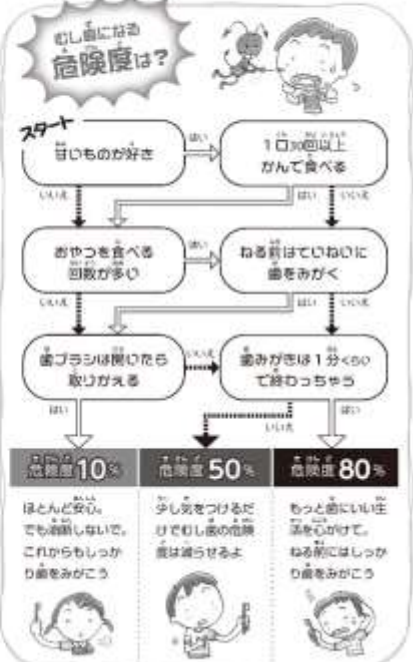 むし歯になる
危険度は？
スタート
甘いものが好き
はい
1口30回以上
かんで食べる
いいえ
はい
いいえ
おやつを食べる
回数が多い
はい
ねる前はていねいに
歯をみがく
いいえ
はい
いいえ
歯ブラシは開いたら
取りかえる
いいえ
歯みがきは1分くらい
で終わっちゃう
はい
いいえ
はい
危険度10%
ほとんど安心。
でも油断しないで。
これからもしっか
り歯をみがこう
危険度50%
少し気をつけるだ
けでむし歯の危険
度は減らせるよ
危険度80%
もっと歯にいい生
活を心がけて。
ねる前にはしっか
り歯をみがこう